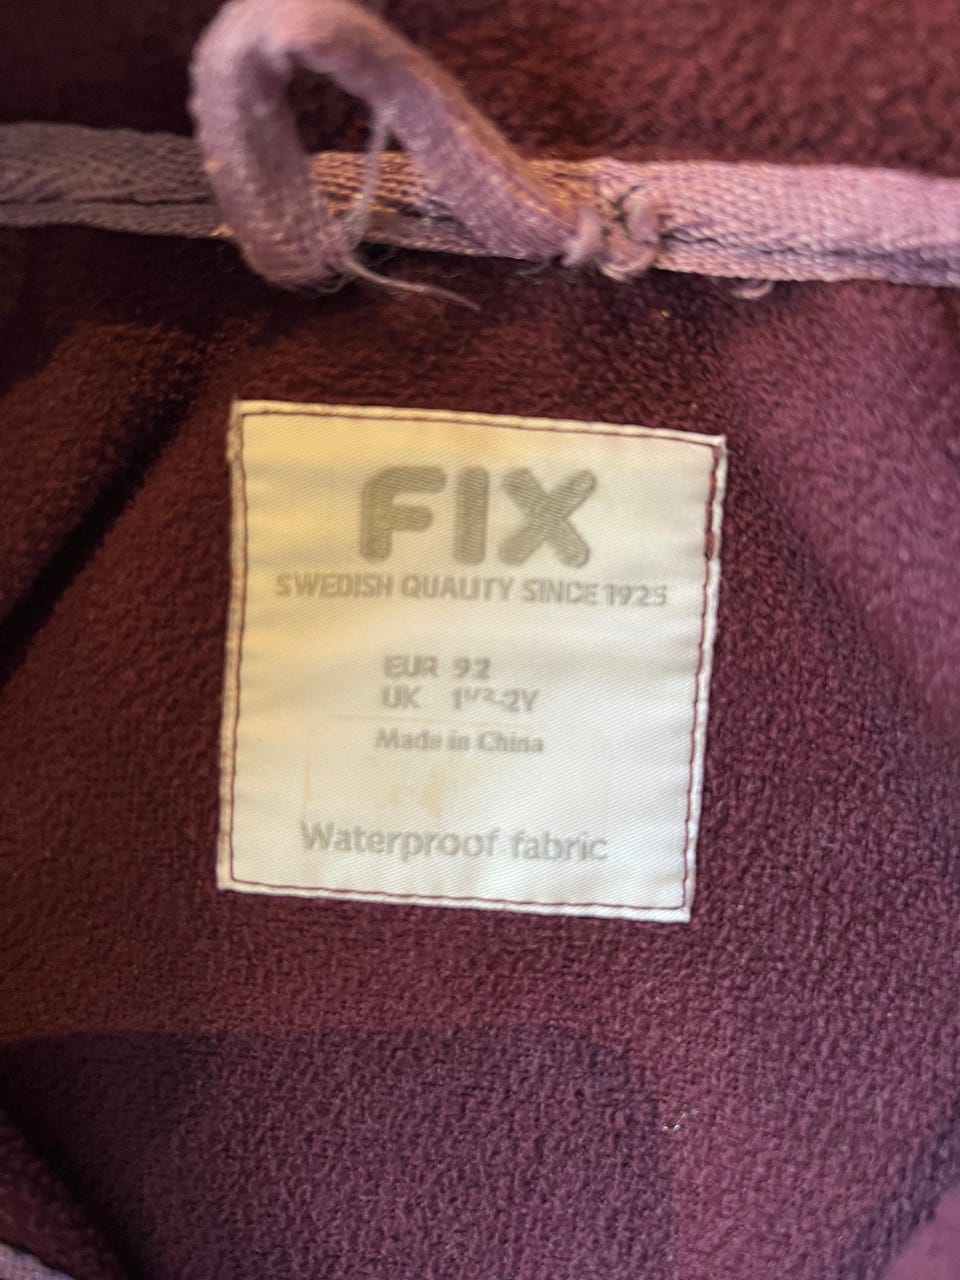 FIX
SWEDISH QUALITY SINCE 1925
EUR 92
UK 1½-2Y
Made in China
Waterproof fabric